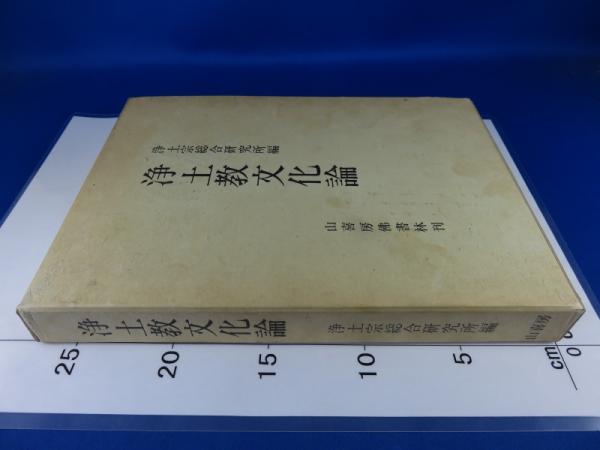 浄土宗総合研究所編
浄土教文化論
山喜房佛書林刊
浄土教文化論 浄土宗総合研究所編 山喜房
25 20 15 10 5 cm 0
0